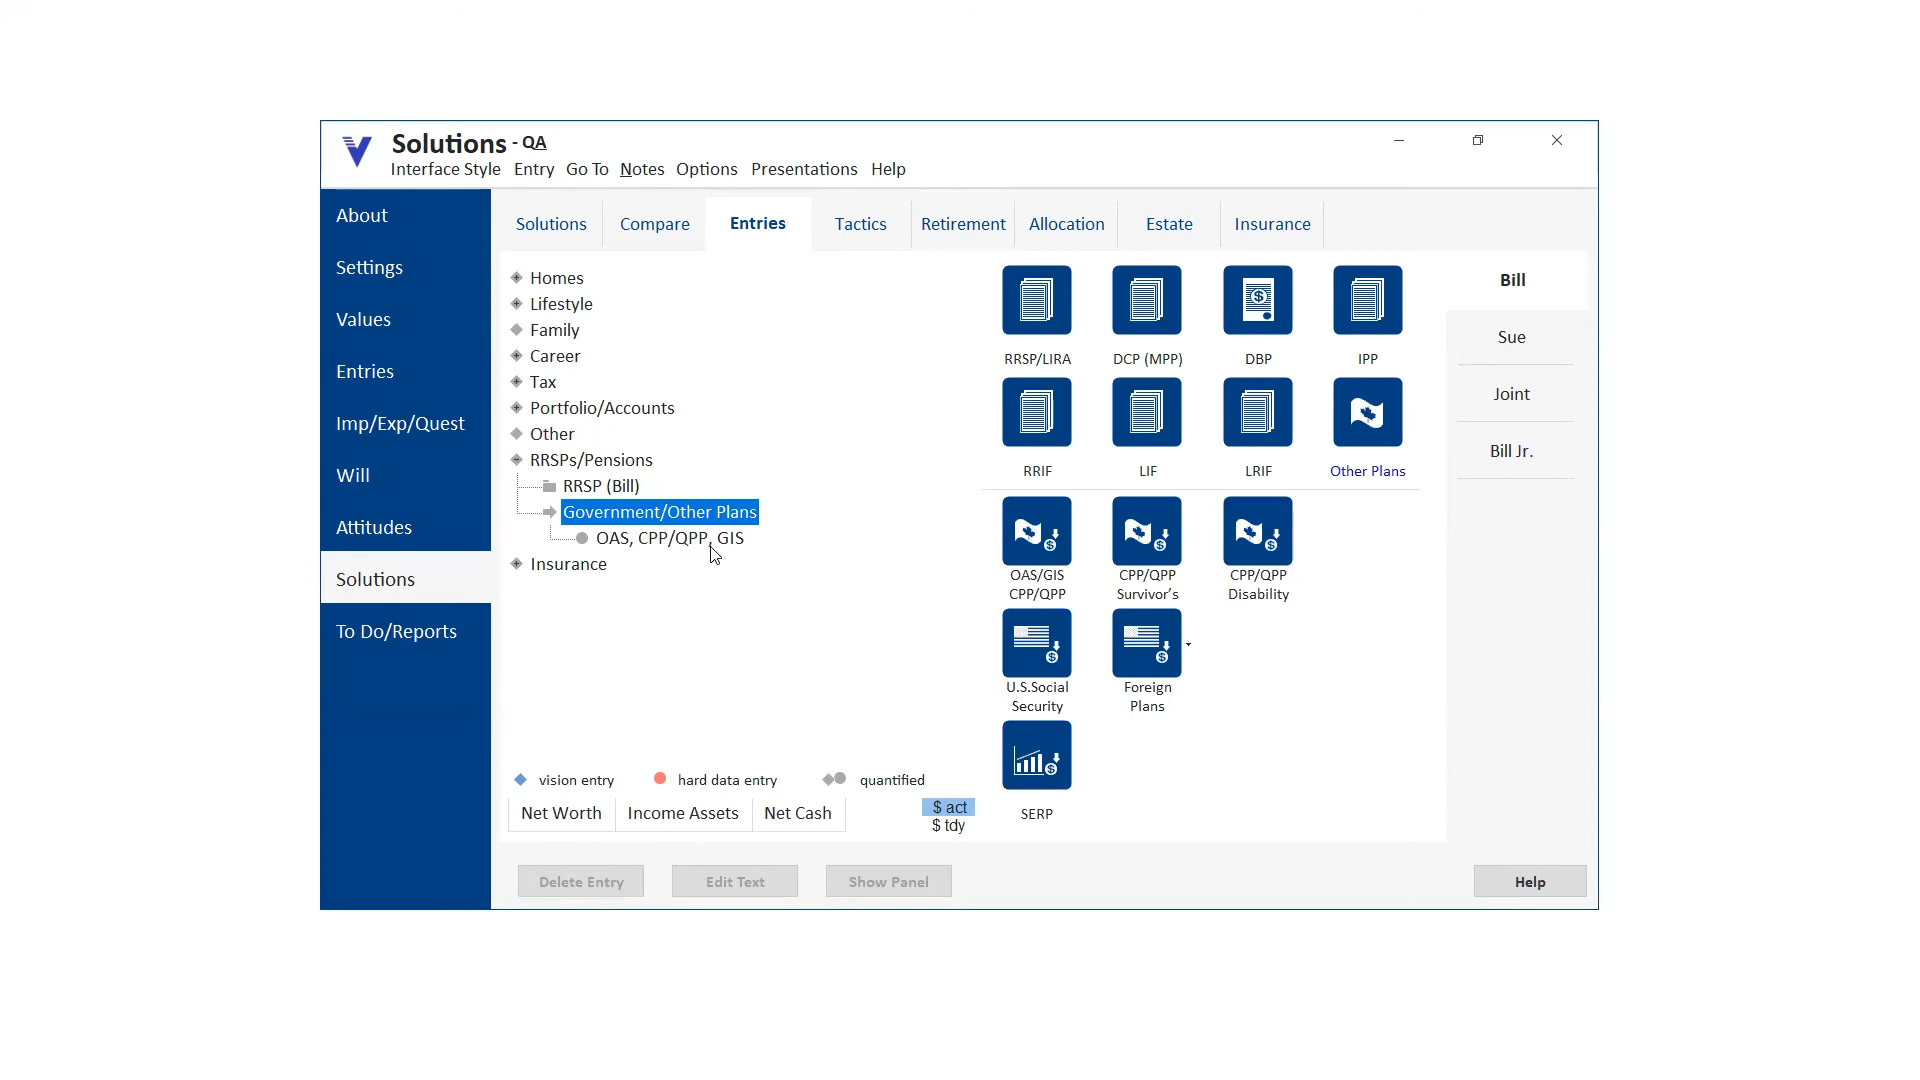 Solutions - QA
Interface Style Entry Go To Notes Options Presentations Help
About
Settings
Values
Entries
Imp/Exp/Quest
Will
Attitudes
Solutions
To Do/Reports
Solutions Compare Entries Tactics Retirement Allocation Estate Insurance
Homes
Lifestyle
Family
Career
Tax
Portfolio/Accounts
Other
RRSPs/Pensions
RRSP (Bill)
Government/Other Plans
OAS, CPP/QPP, GIS
Insurance
vision entry hard data entry quantified
Net Worth Income Assets Net Cash
$ act
$ tdy
RRSP/LIRA DCP (MPP) DBP IPP
RRIF LIF LRIF Other Plans
OAS/GIS CPP/QPP CPP/QPP
CPP/QPP Survivor's Disability
U.S.Social Foreign
Security Plans
SERP
Bill
Sue
Joint
Bill Jr.
Delete Entry Edit Text Show Panel Help